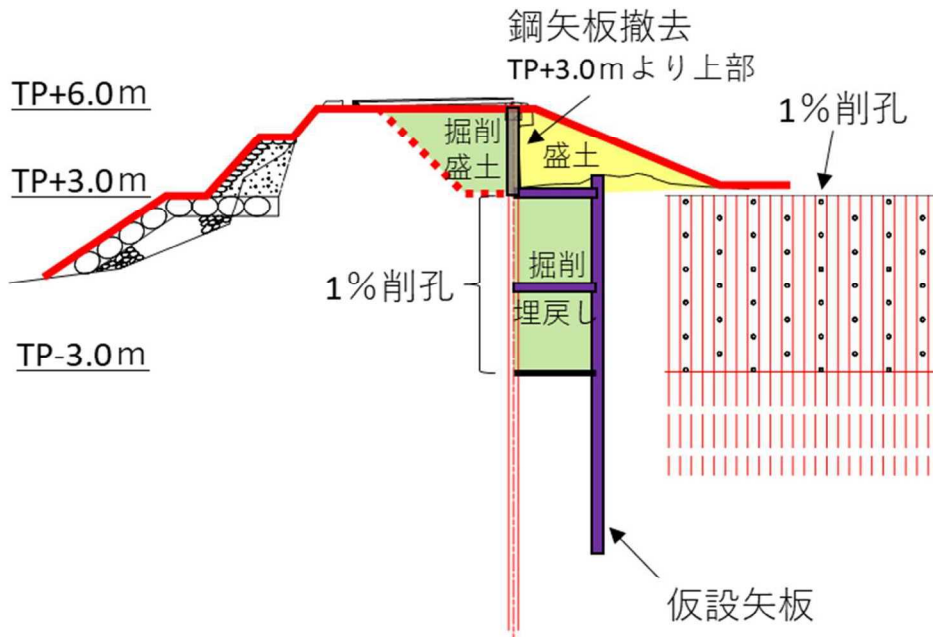 鋼矢板撤去
TP+3.0ｍより上部
TP+6.0ｍ
1％削孔
掘削
盛土
盛土
TP+3.0ｍ
掘削
1％削孔
埋戻し
TP-3.0ｍ
仮設矢板